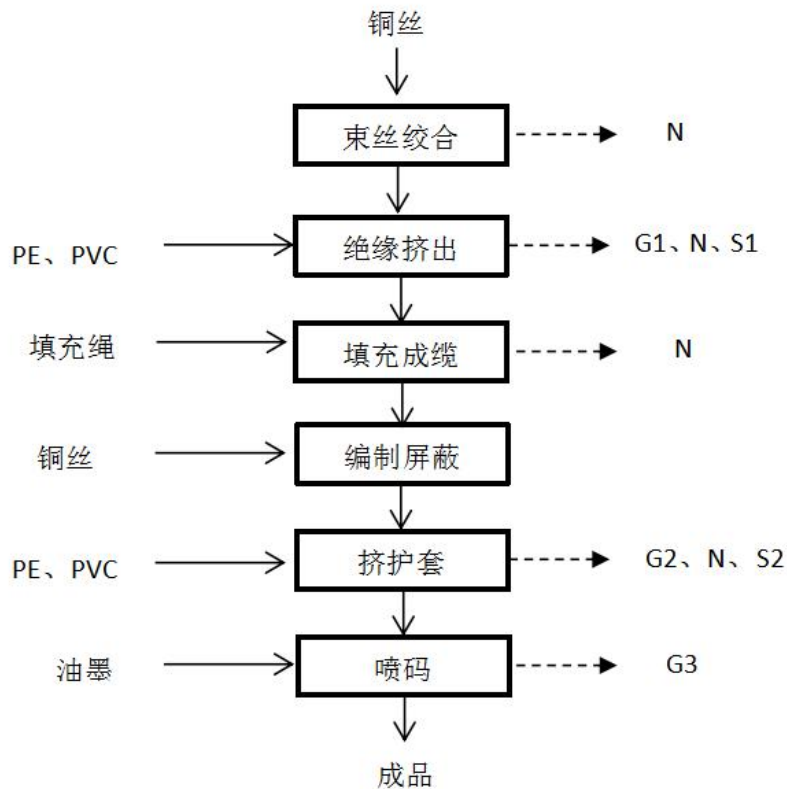 铜丝
束丝绞合
N
PE、PVC
绝缘挤出
G1、N、S1
填充绳
填充成缆
N
铜丝
编制屏蔽
PE、PVC
挤护套
G2、N、S2
油墨
喷码
G3
成品